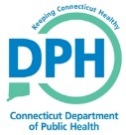 Keeping Connecticut Healthy
DPH
Connecticut Department
of Public Health